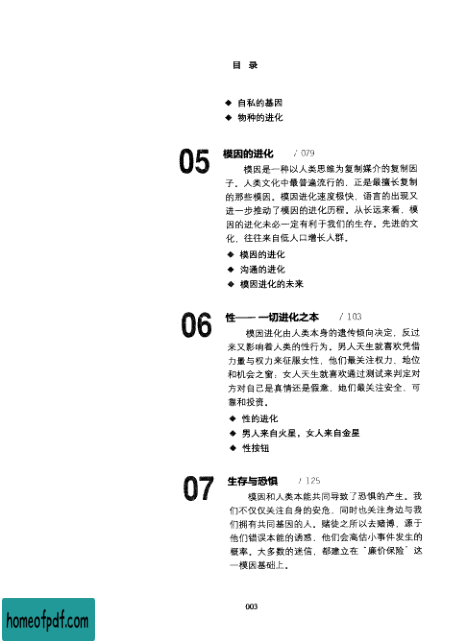 目 录
◆ 自私的基因
◆ 物种的进化
05 模因的进化 / 079
模因是一种以人类思维为复制媒介的复制因
子。人类文化中最普遍流行的，正是最擅长复制
的那些模因。模因进化速度极快，语言的出现又
进一步推动了模因的进化历程。从长远来看，模
因的进化未必一定有利于我们的生存。先进的文
化，往往来自低人口增长人群。
◆ 模因的进化
◆ 沟通的进化
◆ 模因进化的未来
06 性——一切进化之本 / 103
模因进化由人类本身的遗传倾向决定，反过
来又影响着人类的性行为。男人天生就喜欢凭借
力量与权力来征服女性，他们最关注权力、地位
和机会之窗；女人天生就喜欢通过测试来判定对
方对自己是真情还是假意，她们最关注安全、可
靠和投资。
◆ 性的进化
◆ 男人来自火星，女人来自金星
◆ 性按钮
07 生存与恐惧 / 125
模因和人类本能共同导致了恐惧的产生。我
们不仅仅关注自身的安危，同时也关注身边与我
们拥有共同基因的人。赌徒之所以去赌博，源于
他们错误本能的诱惑，他们会高估小事件发生的
概率。大多数的迷信，都建立在“廉价保险”这
一模因基础上。
003
homeofpdf.com